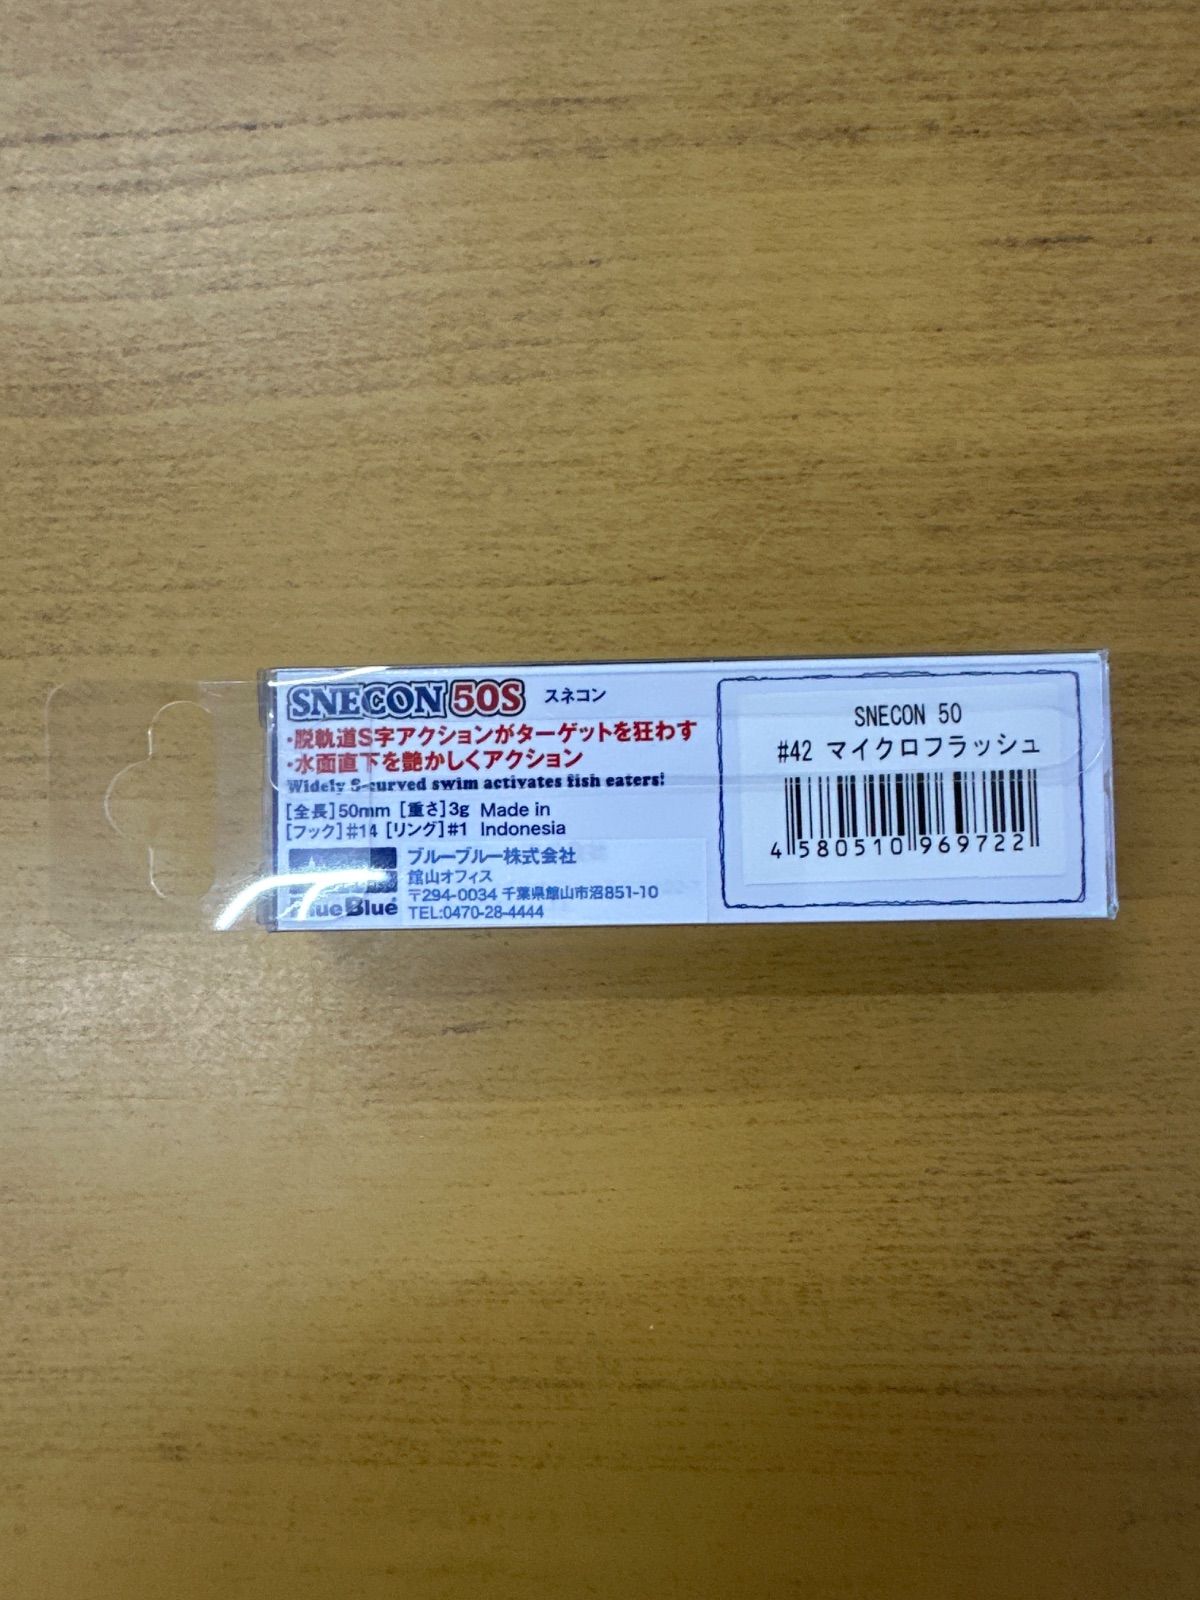 SNECON 50S スネコン
・脱軌道S字アクションがターゲットを狂わす
・水面直下を艶かしくアクション
Widely S-curved swim activates fish eaters!
[全長]50mm [重さ]3g Made in
[フック]#14 [リング]#1 Indonesia
ブルーブルー株式会社
館山オフィス
〒294-0034 千葉県館山市沼851-10
TEL:0470-28-4444
BlueBlue
SNECON 50
#42 マイクロフラッシュ
4 580510 969722